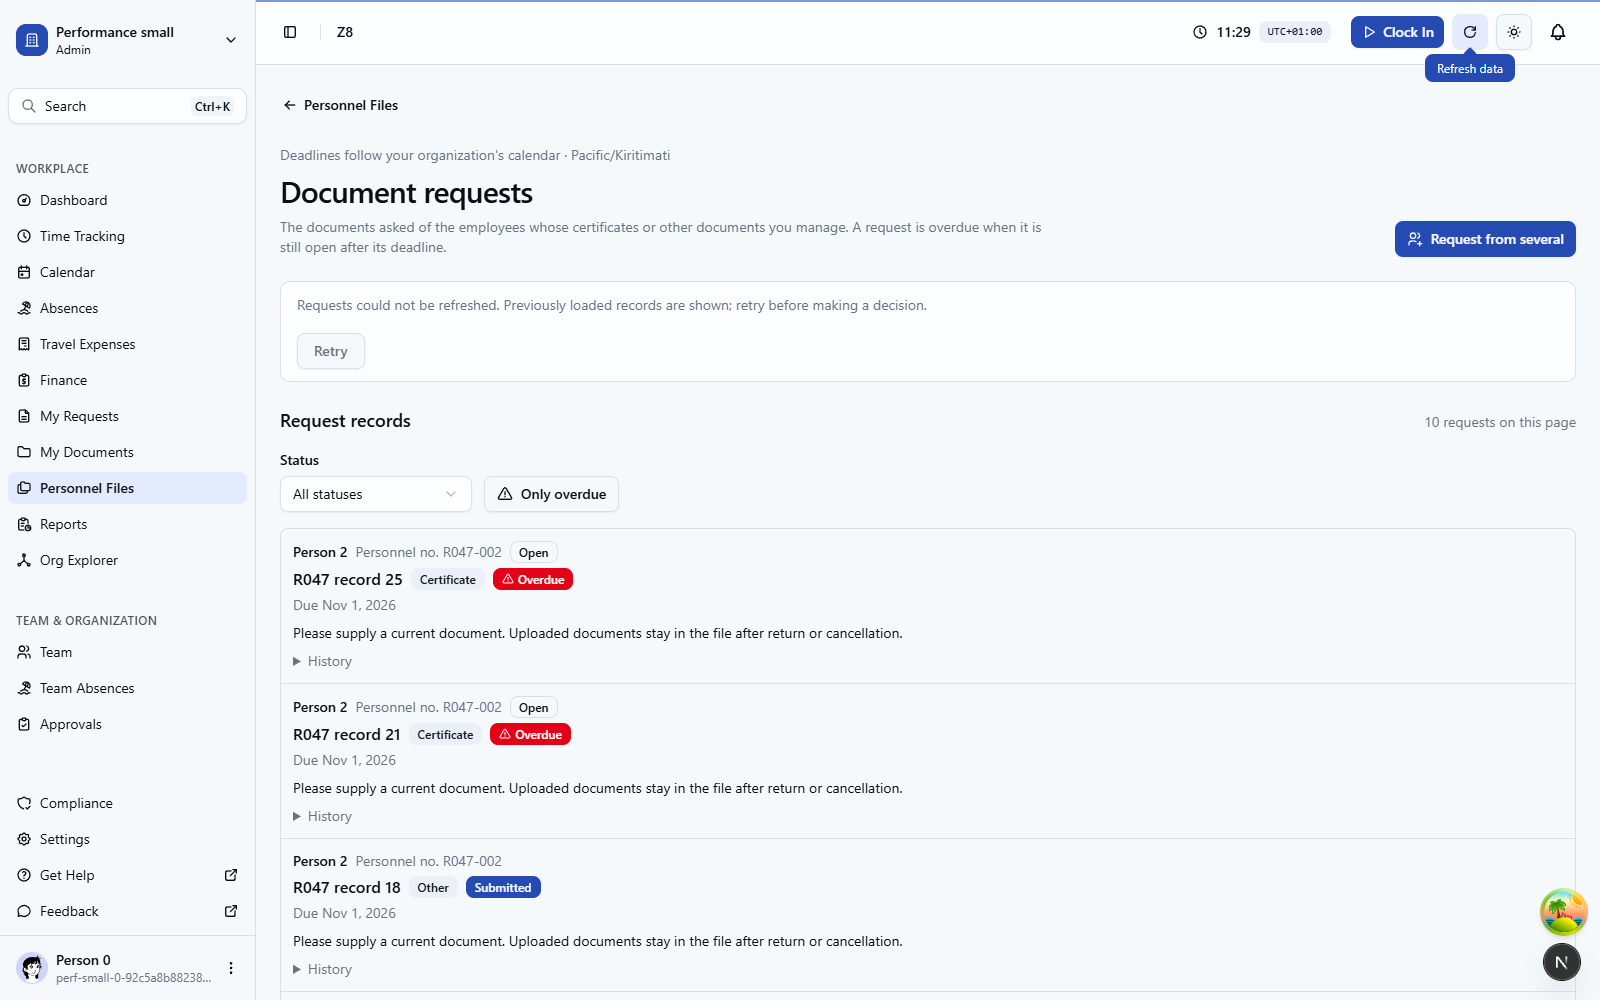 Performance small
Admin
Search
Ctrl+K
WORKPLACE
Dashboard
Time Tracking
Calendar
Absences
Travel Expenses
Finance
My Requests
My Documents
Personnel Files
Reports
Org Explorer
TEAM & ORGANIZATION
Team
Team Absences
Approvals
Compliance
Settings
Get Help
Feedback
Person 0
perf-small-0-92c5a8b88238...
Z8
11:29 UTC+01:00
Clock In
Refresh data
Personnel Files
Deadlines follow your organization's calendar · Pacific/Kiritimati
Document requests
The documents asked of the employees whose certificates or other documents you manage. A request is overdue when it is
still open after its deadline.
Request from several
Requests could not be refreshed. Previously loaded records are shown; retry before making a decision.
Retry
Request records
10 requests on this page
Status
All statuses
Only overdue
Person 2 Personnel no. R047-002 Open
R047 record 25 Certificate Overdue
Due Nov 1, 2026
Please supply a current document. Uploaded documents stay in the file after return or cancellation.
History
Person 2 Personnel no. R047-002 Open
R047 record 21 Certificate Overdue
Due Nov 1, 2026
Please supply a current document. Uploaded documents stay in the file after return or cancellation.
History
Person 2 Personnel no. R047-002
R047 record 18 Other Submitted
Due Nov 1, 2026
Please supply a current document. Uploaded documents stay in the file after return or cancellation.
History
N